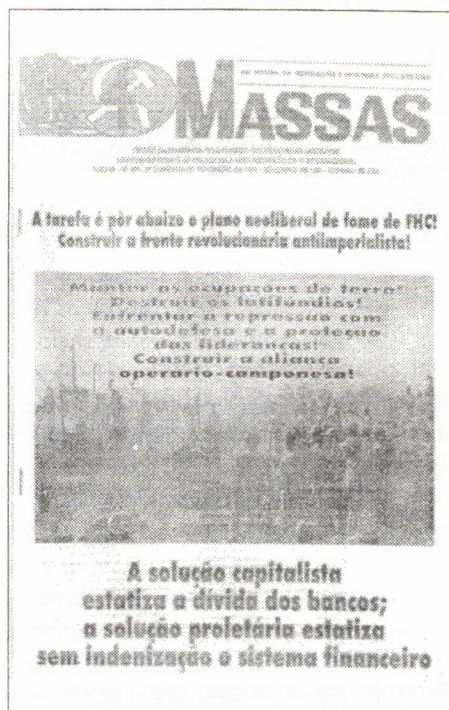 MASSAS
A tarefa é pôr abaixo o plano neoliberal de fome de FHC!
Construir a frente revolucionária antiimperialista!
Manter as ocupações de terra!
Destruir os latifúndios!
Enfrentar a repressão com
a autodefesa e a proteção
das lideranças!
Construir a aliança
operário-camponesa!
A solução capitalista
estatiza a dívida dos bancos;
a solução proletária estatiza
sem indenização o sistema financeiro